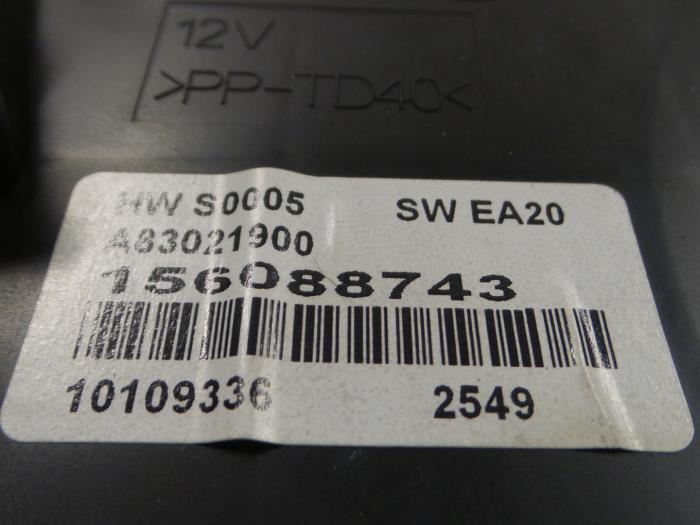 12V
>PP-TD40<
HW S0005 SW EA20
A83021900
156088743
10109336 2549